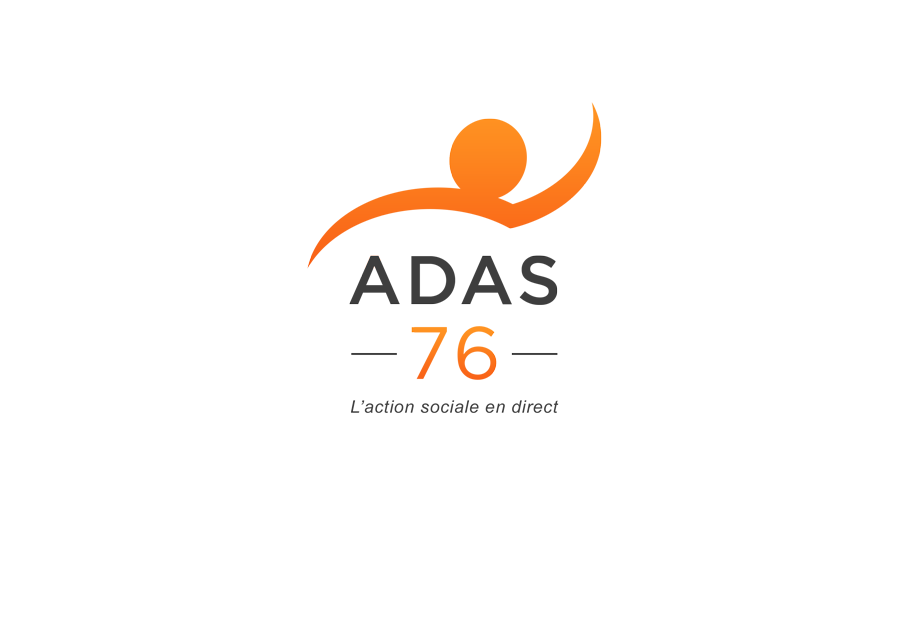 ADAS
76
L’action sociale en direct